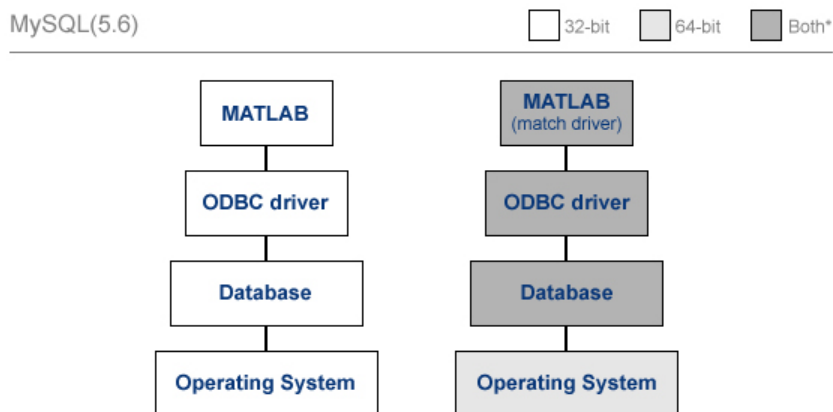 MySQL(5.6)
32-bit
64-bit
Both*
MATLAB
ODBC driver
Database
Operating System
MATLAB
(match driver)
ODBC driver
Database
Operating System